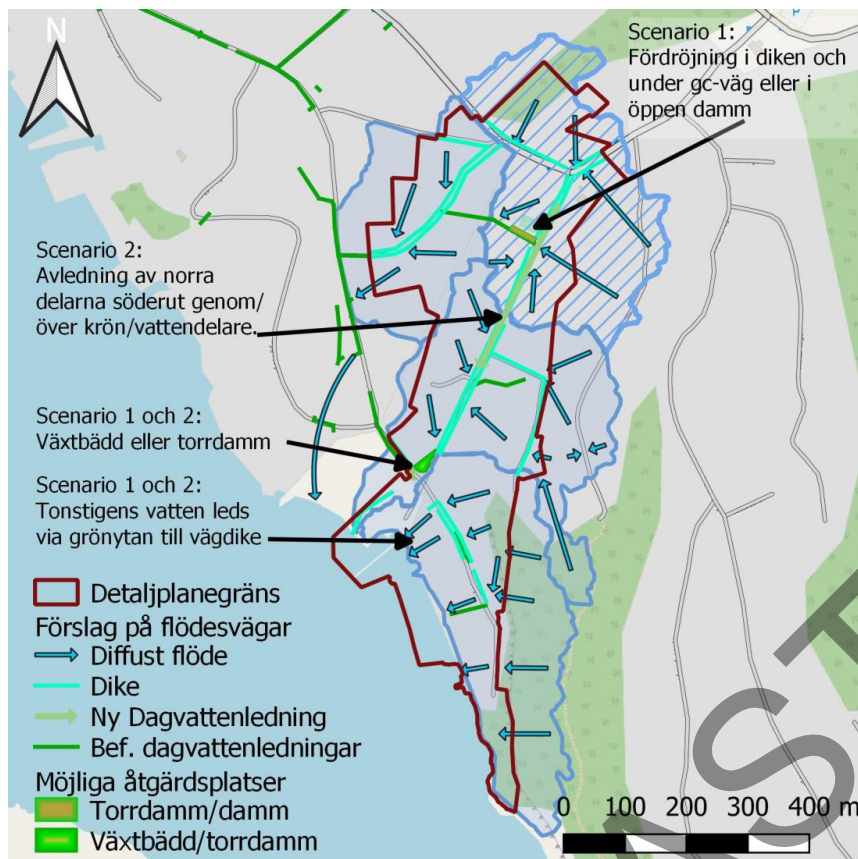 N
Scenario 1:
Fördröjning i diken och
under gc-väg eller i
öppen damm
Scenario 2:
Avledning av norra
delarna söderut genom/
över krön/vattendelare.
Scenario 1 och 2:
Växtbädd eller torrdamm
Scenario 1 och 2:
Tonstigens vatten leds
via grönytan till vägdike
Detaljplanegräns
Förslag på flödesvägar
Diffust flöde
Dike
Ny Dagvattenledning
Bef. dagvattenledningar
Möjliga åtgärdsplatser
Torrdamm/damm
Växtbädd/torrdamm
0 100 200 300 400 m